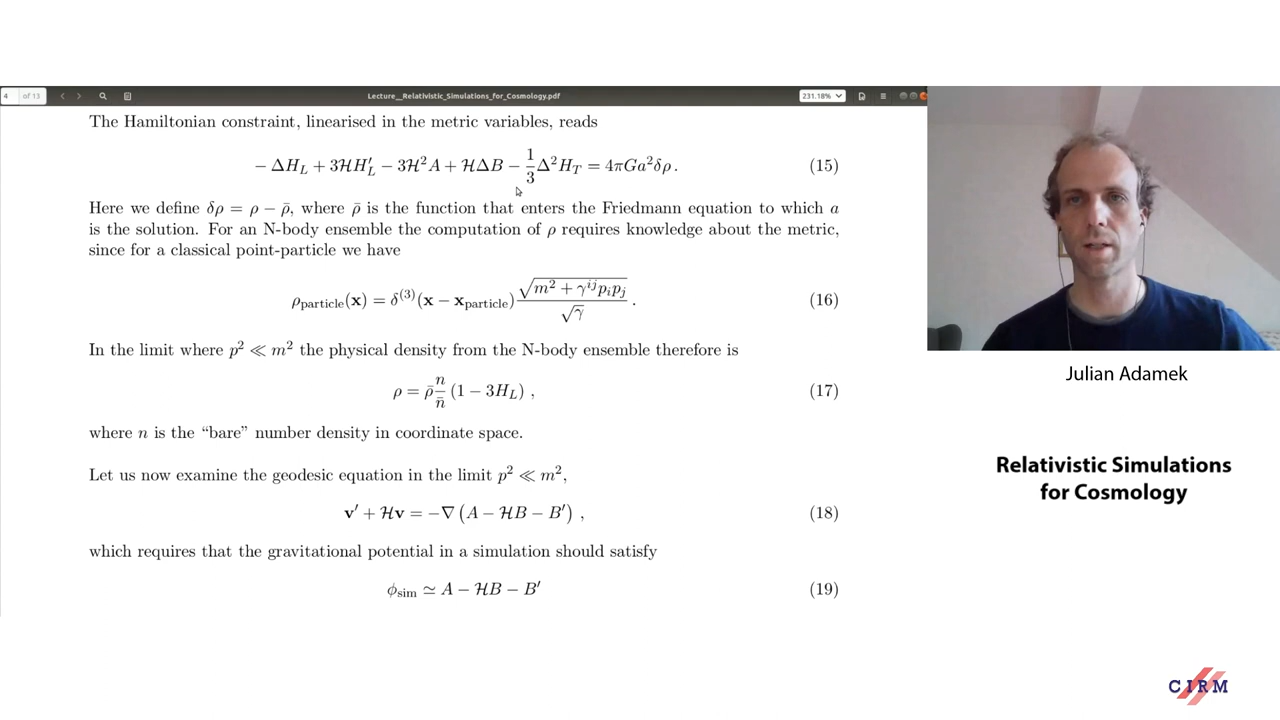 4 of 13
Lecture__Relativistic_Simulations_for_Cosmology.pdf
231.18%
The Hamiltonian constraint, linearised in the metric variables, reads
− ΔH_L + 3ℋH′_L − 3ℋ²A + ℋΔB − 1/3 Δ²H_T = 4πGa²δρ . (15)
Here we define δρ = ρ − ρ̄, where ρ̄ is the function that enters the Friedmann equation to which a
is the solution. For an N-body ensemble the computation of ρ requires knowledge about the metric,
since for a classical point-particle we have
ρ_particle(x) = δ⁽³⁾(x − x_particle) √(m² + γ^{ij}p_i p_j) / √γ . (16)
In the limit where p² ≪ m² the physical density from the N-body ensemble therefore is
ρ = ρ̄ n/n̄ (1 − 3H_L) , (17)
where n is the “bare” number density in coordinate space.
Let us now examine the geodesic equation in the limit p² ≪ m²,
v′ + ℋv = −∇ (A − ℋB − B′) , (18)
which requires that the gravitational potential in a simulation should satisfy
ϕ_sim ≃ A − ℋB − B′ (19)
Julian Adamek
Relativistic Simulations
for Cosmology
CIRM